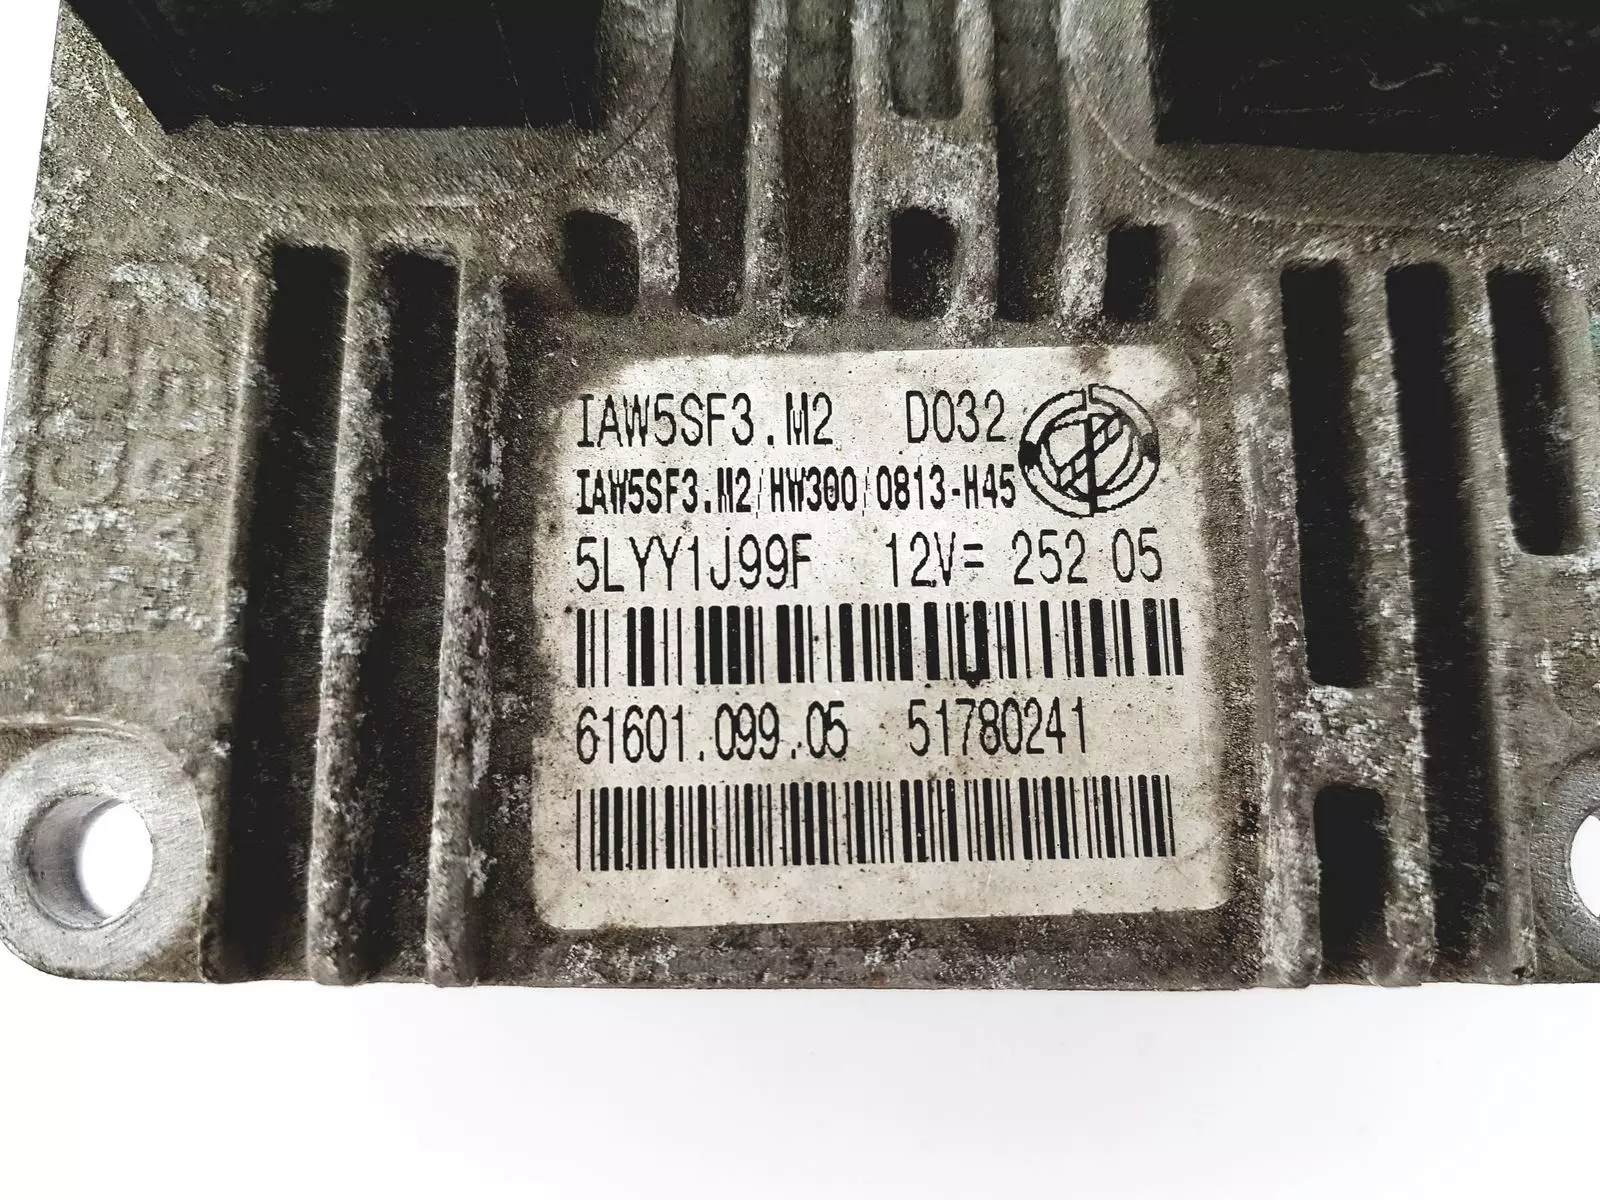 IAW5SF3.M2 D032
IAW5SF3.M2/HW300/0813-H45
5LYY1J99F 12V= 252 05
61601.099.05 51780241